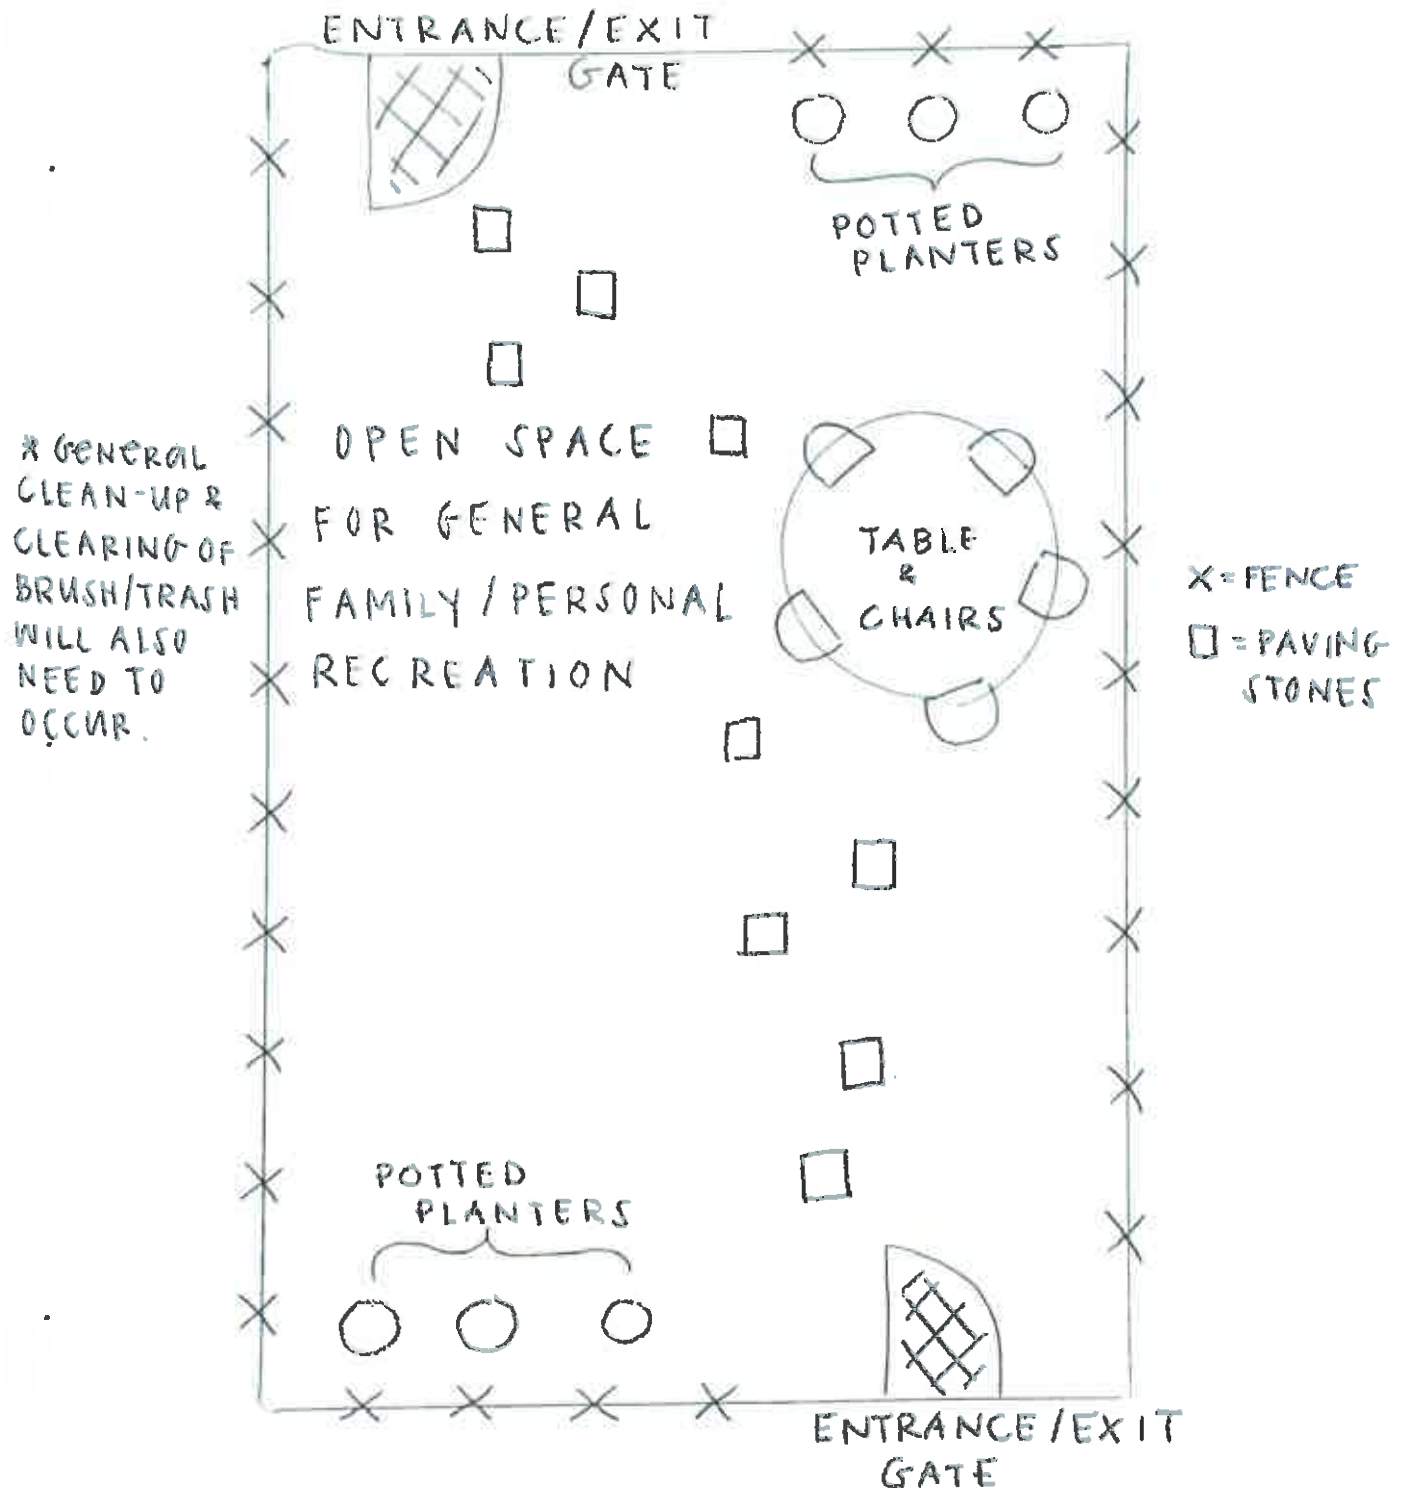 ENTRANCE/EXIT
GATE
POTTED
PLANTERS
* GENERAL
CLEAN-UP &
CLEARING OF
BRUSH/TRASH
WILL ALSO
NEED TO
OCCUR.
OPEN SPACE
FOR GENERAL
FAMILY/PERSONAL
RECREATION
TABLE
&
CHAIRS
X = FENCE
□ = PAVING
STONES
POTTED
PLANTERS
ENTRANCE/EXIT
GATE